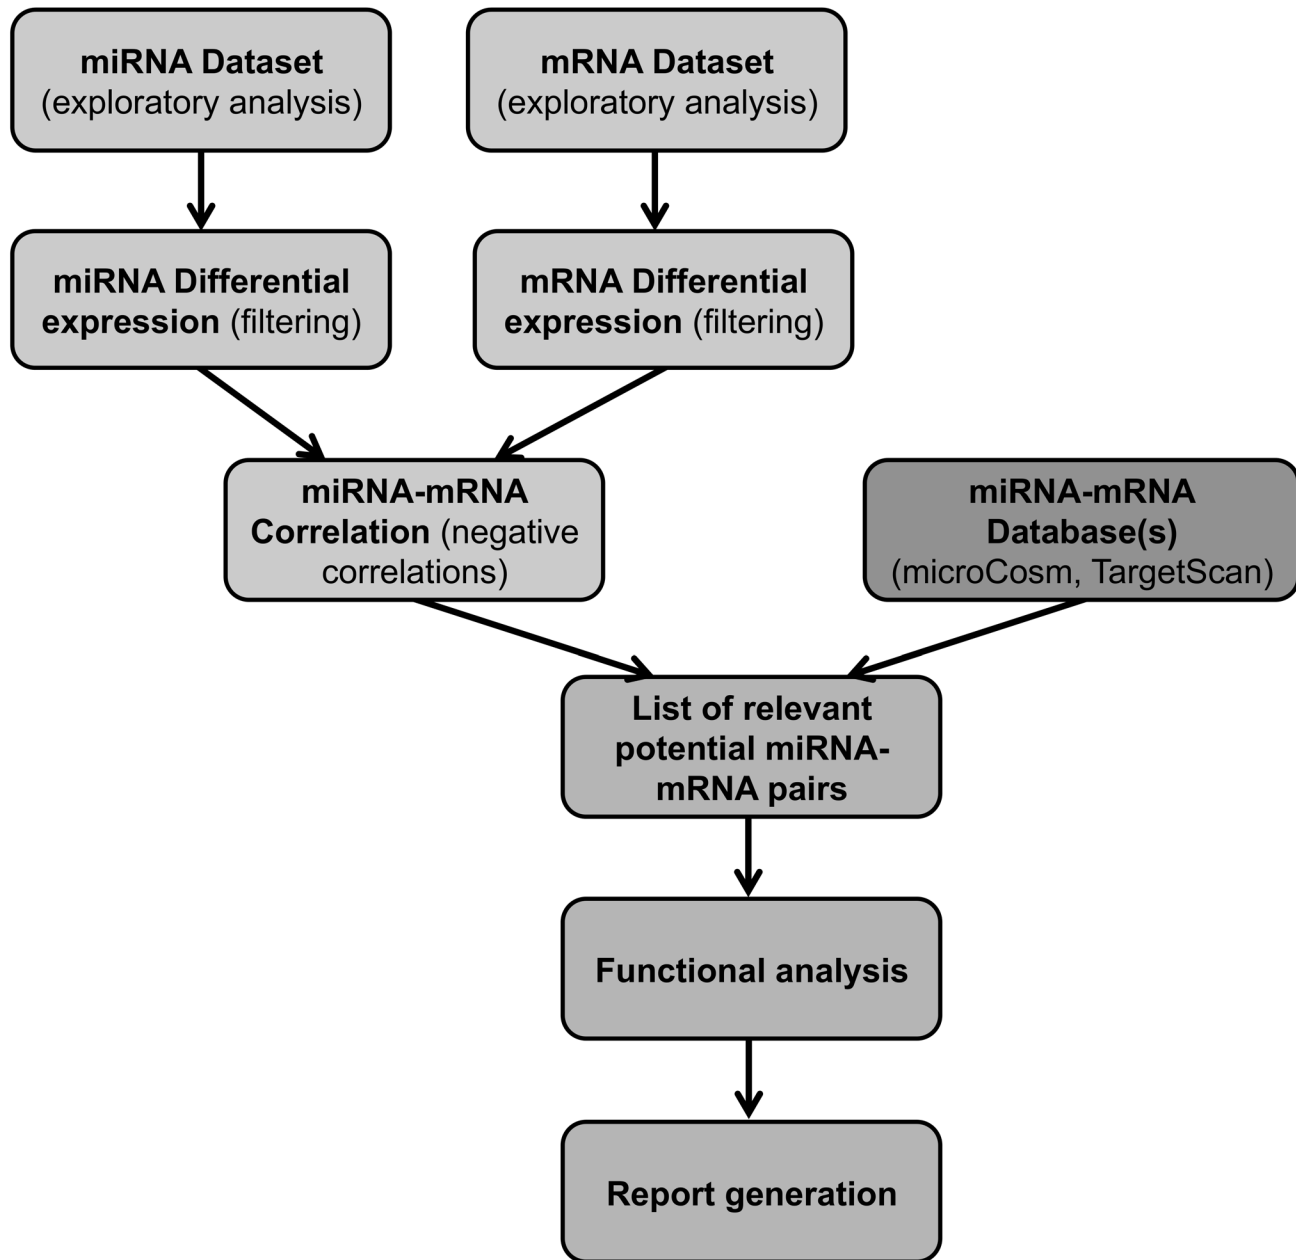 miRNA Dataset
(exploratory analysis)
mRNA Dataset
(exploratory analysis)
miRNA Differential
expression (filtering)
mRNA Differential
expression (filtering)
miRNA-mRNA
Correlation (negative
correlations)
miRNA-mRNA
Database(s)
(microCosm, TargetScan)
List of relevant
potential miRNA-
mRNA pairs
Functional analysis
Report generation